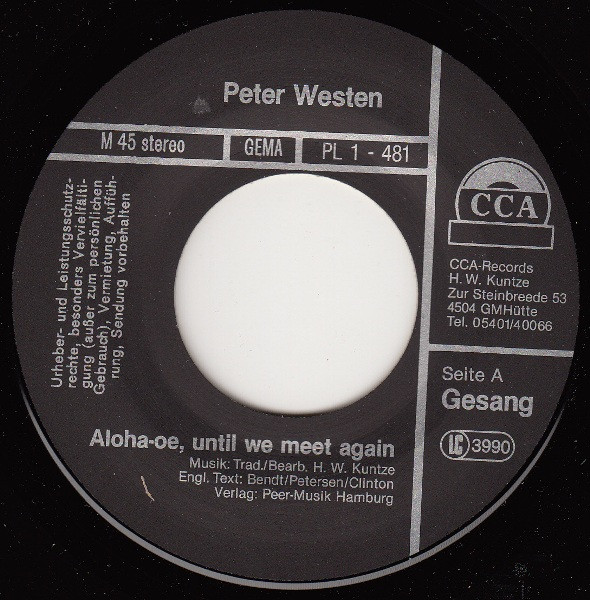 Peter Westen
M 45 stereo GEMA PL 1 - 481
Urheber- und Leistungsschutz-
rechte, besonders Vervielfälti-
gung (außer zum persönlichen
Gebrauch), Vermietung, Auffüh-
rung, Sendung vorbehalten
CCA
CCA-Records
H. W. Kuntze
Zur Steinbreede 53
4504 GMHütte
Tel. 05401/40066
Seite A
Gesang
LC 3990
Aloha-oe, until we meet again
Musik: Trad./Bearb. H. W. Kuntze
Engl. Text: Bendt/Petersen/Clinton
Verlag: Peer-Musik Hamburg